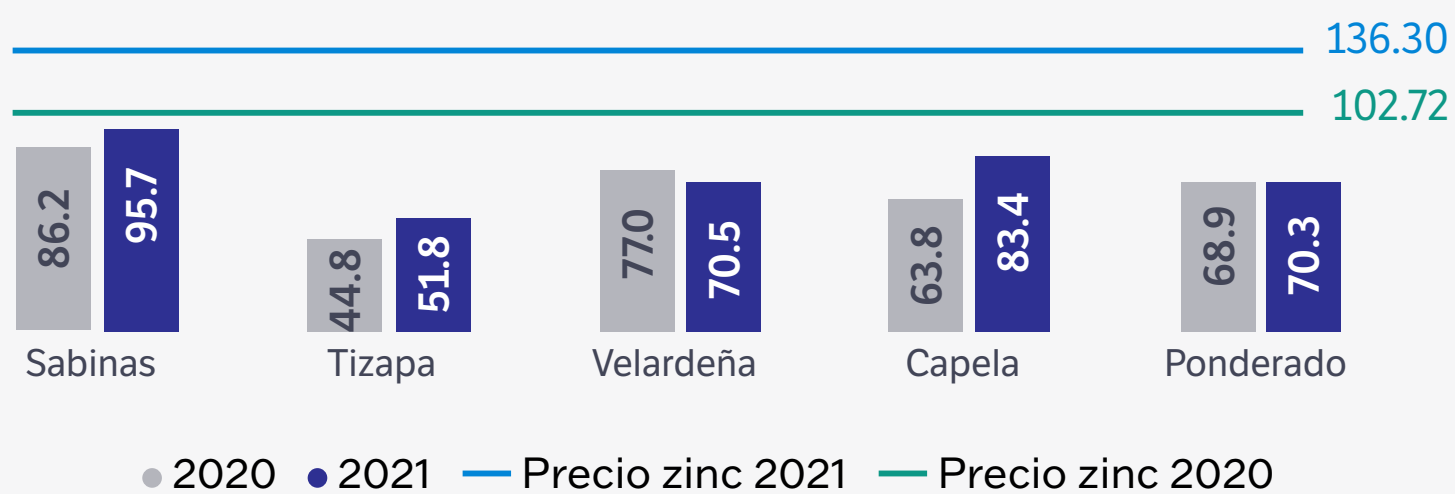 136.30
102.72
86.2
95.7
44.8
51.8
77.0
70.5
63.8
83.4
68.9
70.3
Sabinas
Tizapa
Velardeña
Capela
Ponderado
2020 2021 Precio zinc 2021 Precio zinc 2020